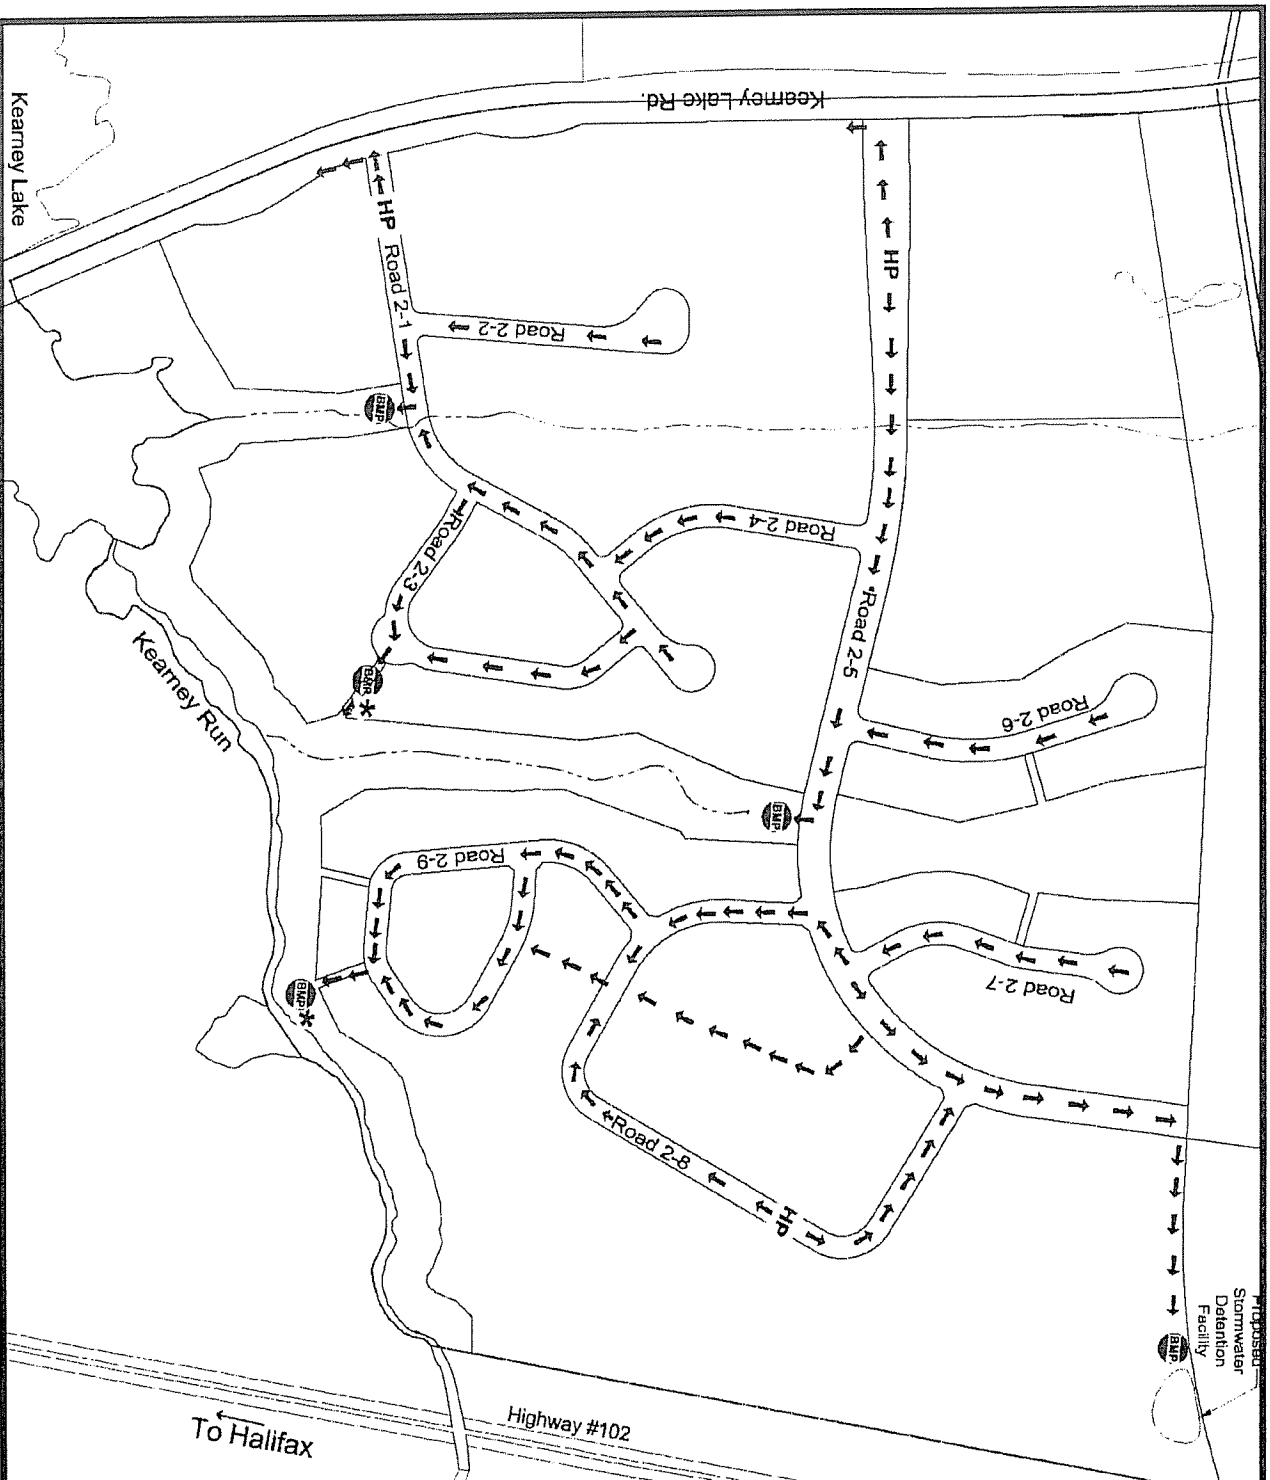 Kearney Lake Rd.
Kearney Lake
HP
Road 2-1
Road 2-2
HP
BMP
Road 2-3
Road 2-4
Road 2-5
BMP
*
Road 2-6
Kearney Run
BMP
Road 2-9
Road 2-7
BMP
*
Road 2-8
HP
Proposed
Stormwater
Detention
Facility
BMP
Highway #102
To Halifax